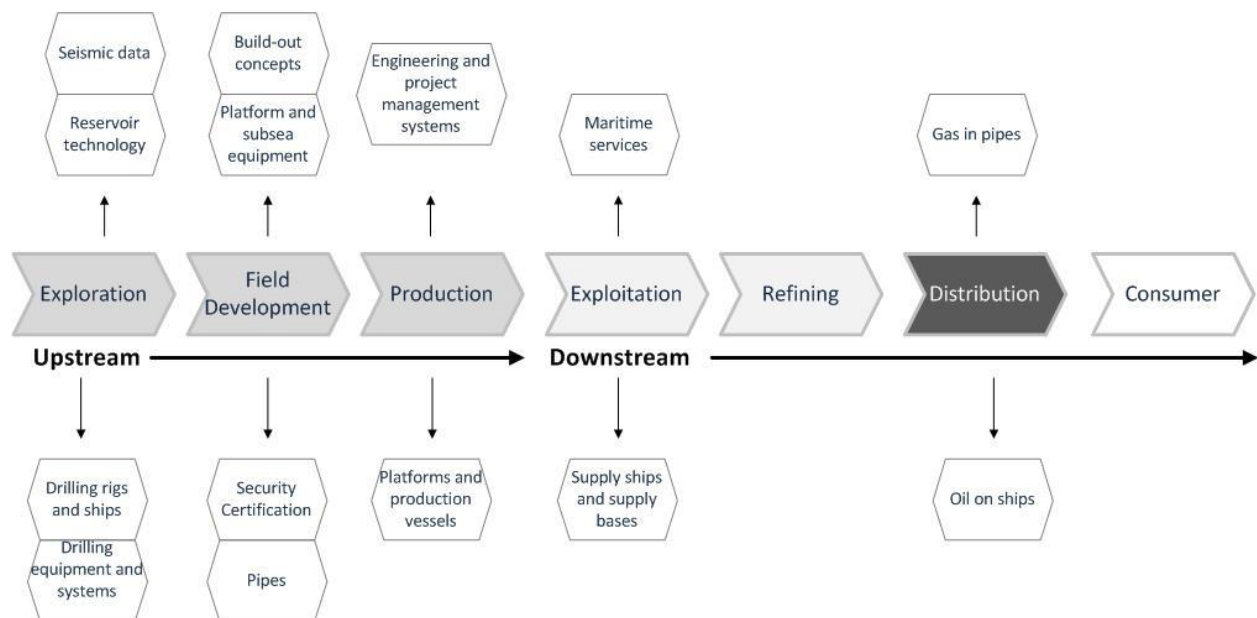 Seismic data
Reservoir
technology
Build-out
concepts
Platform and
subsea
equipment
Engineering and
project
management
systems
Maritime
services
Gas in pipes
Exploration
Field
Development
Production
Exploitation
Refining
Distribution
Consumer
Upstream
Downstream
Drilling rigs
and ships
Drilling
equipment and
systems
Security
Certification
Pipes
Platforms and
production
vessels
Supply ships
and supply
bases
Oil on ships